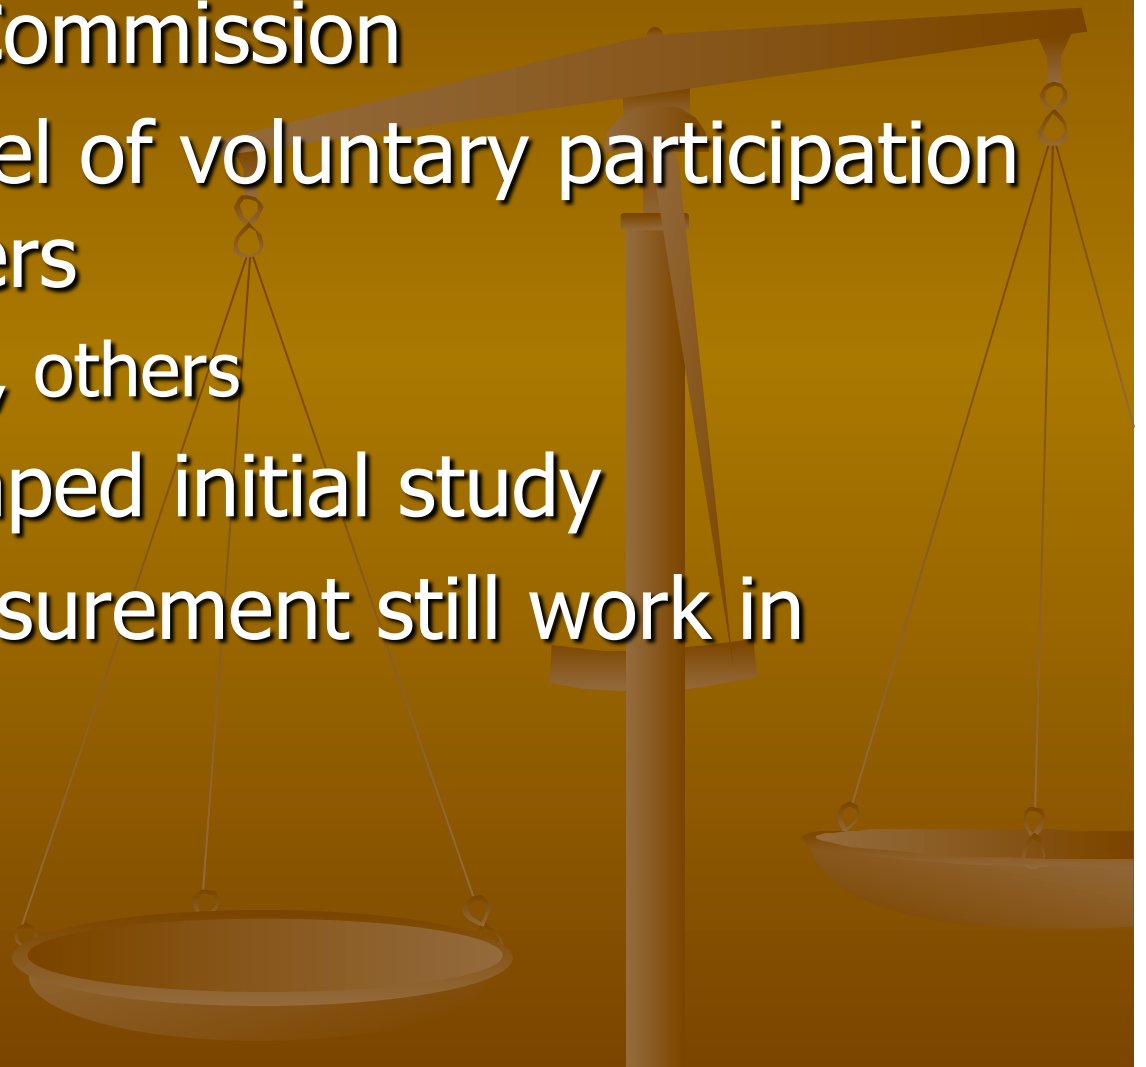 Commission
el of voluntary participation
ers
, others
aped initial study
surement still work in